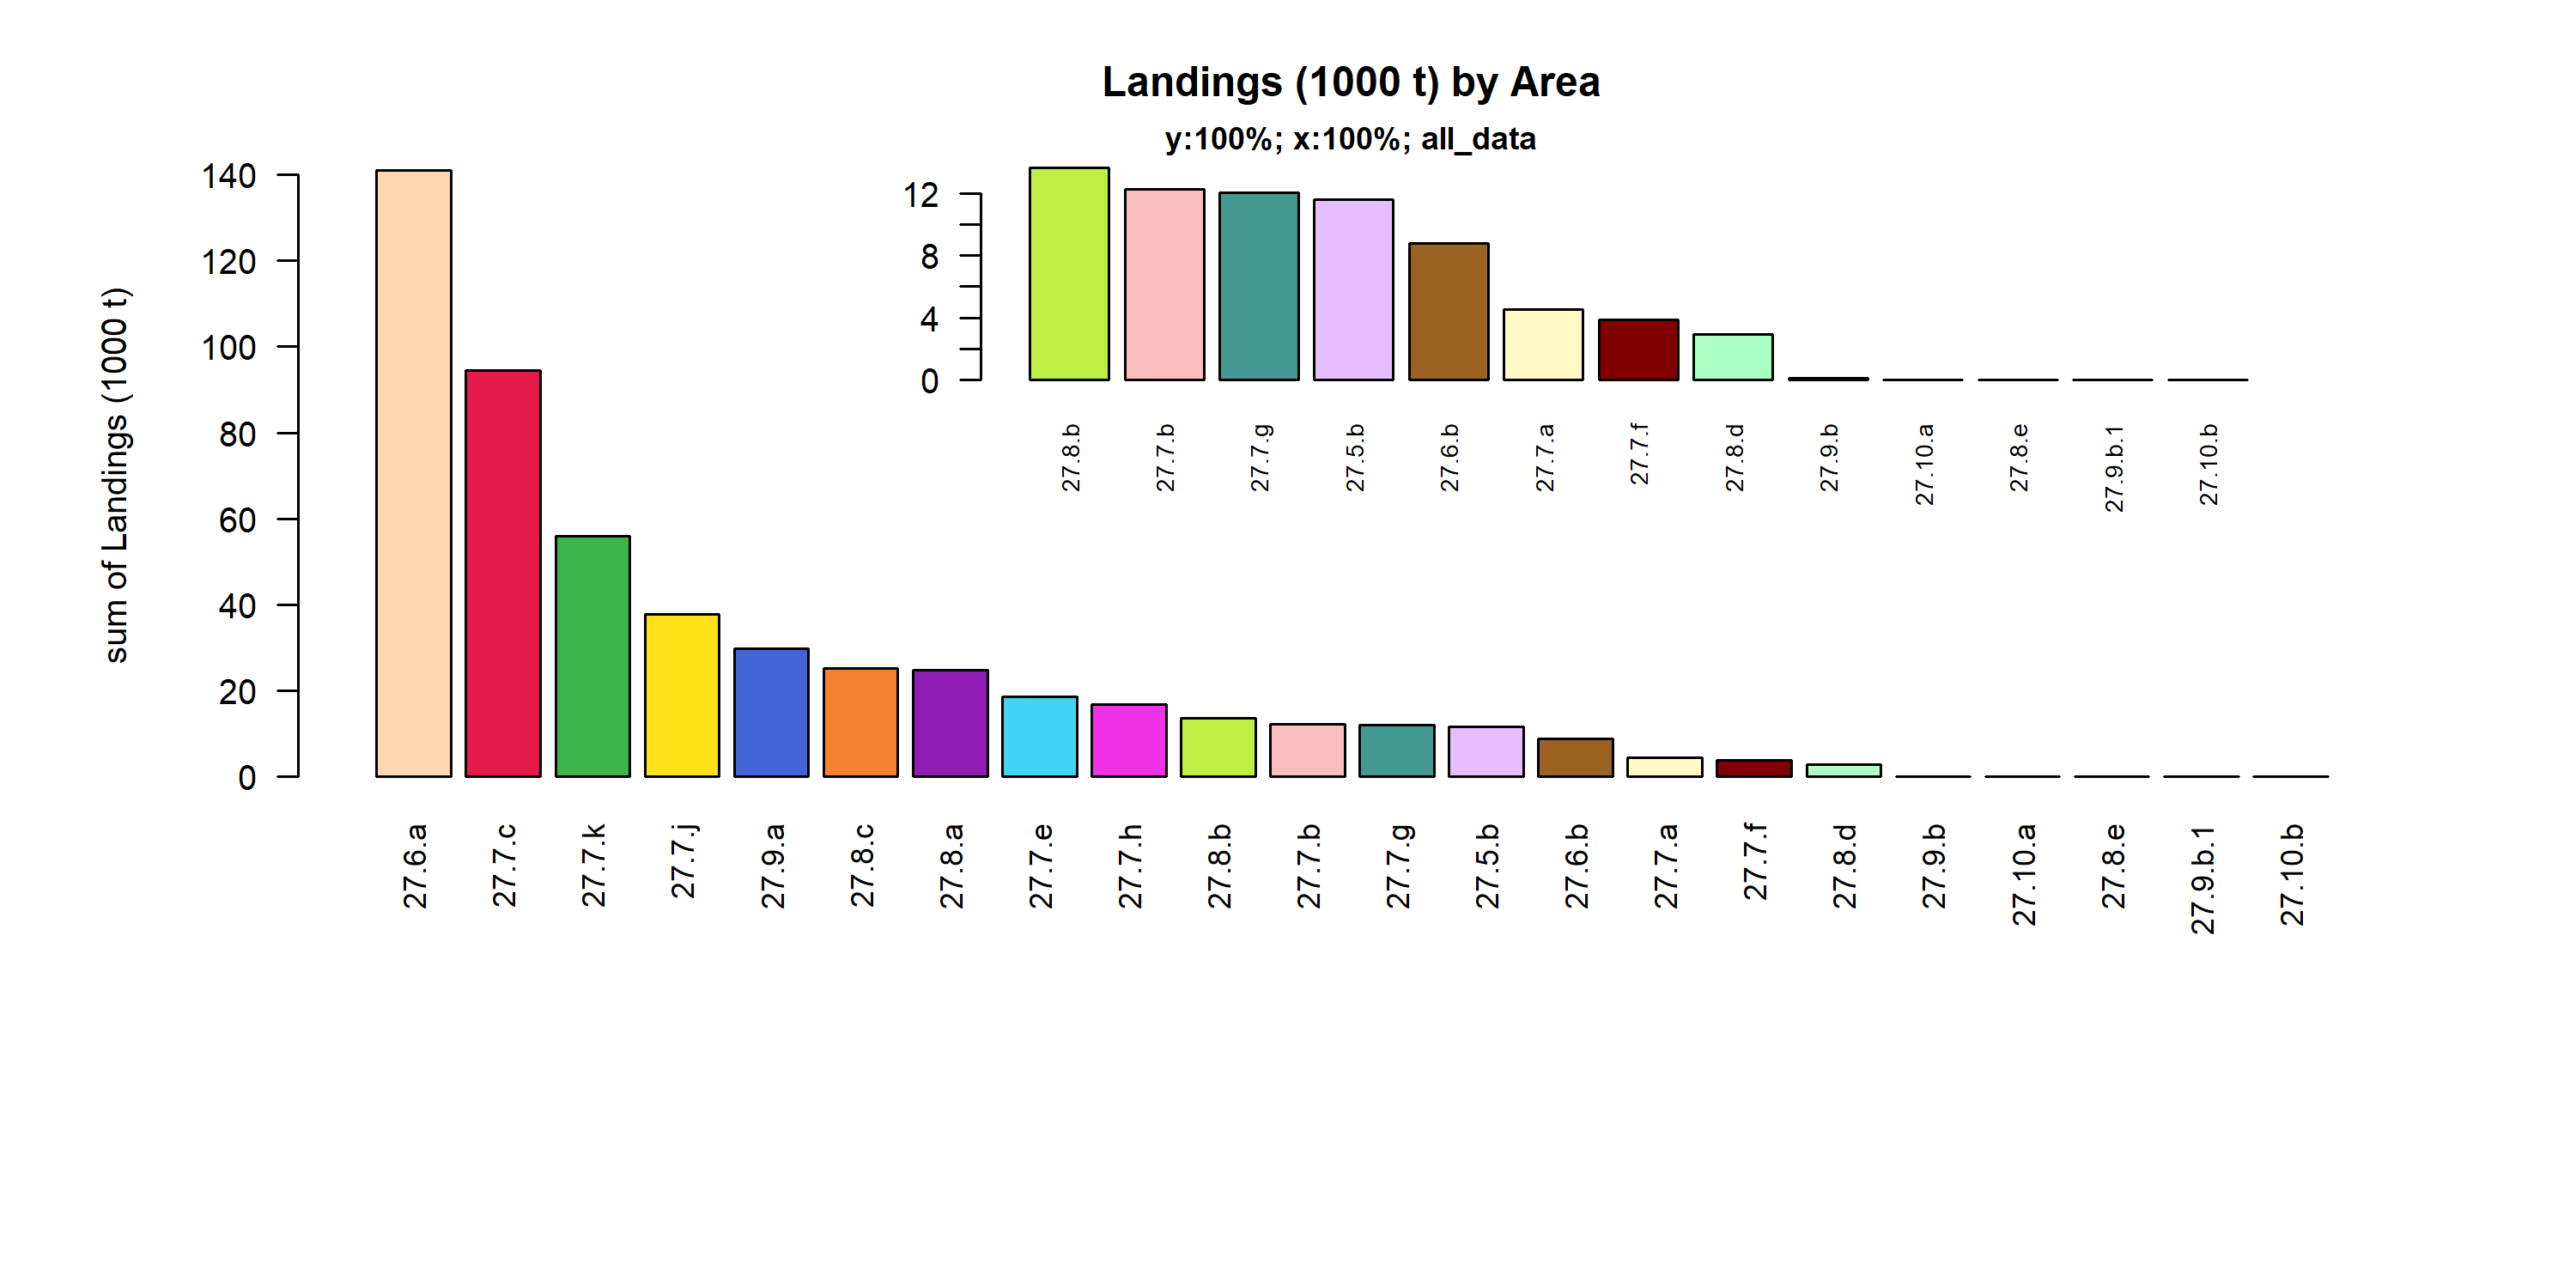 Landings (1000 t) by Area
y:100%; x:100%; all_data
sum of Landings (1000 t)
140
120
100
80
60
40
20
0
12
8
4
0
27.8.b
27.7.b
27.7.g
27.5.b
27.6.b
27.7.a
27.7.f
27.8.d
27.9.b
27.10.a
27.8.e
27.9.b.1
27.10.b
27.6.a
27.7.c
27.7.k
27.7.j
27.9.a
27.8.c
27.8.a
27.7.e
27.7.h
27.8.b
27.7.b
27.7.g
27.5.b
27.6.b
27.7.a
27.7.f
27.8.d
27.9.b
27.10.a
27.8.e
27.9.b.1
27.10.b